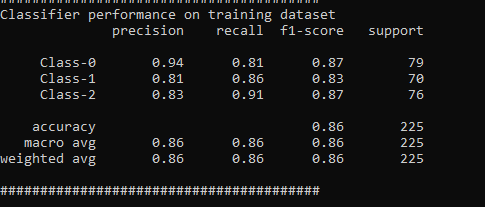 ########################################
Classifier performance on training dataset
precision recall f1-score support
Class-0 0.94 0.81 0.87 79
Class-1 0.81 0.86 0.83 70
Class-2 0.83 0.91 0.87 76
accuracy 0.86 225
macro avg 0.86 0.86 0.86 225
weighted avg 0.86 0.86 0.86 225
########################################